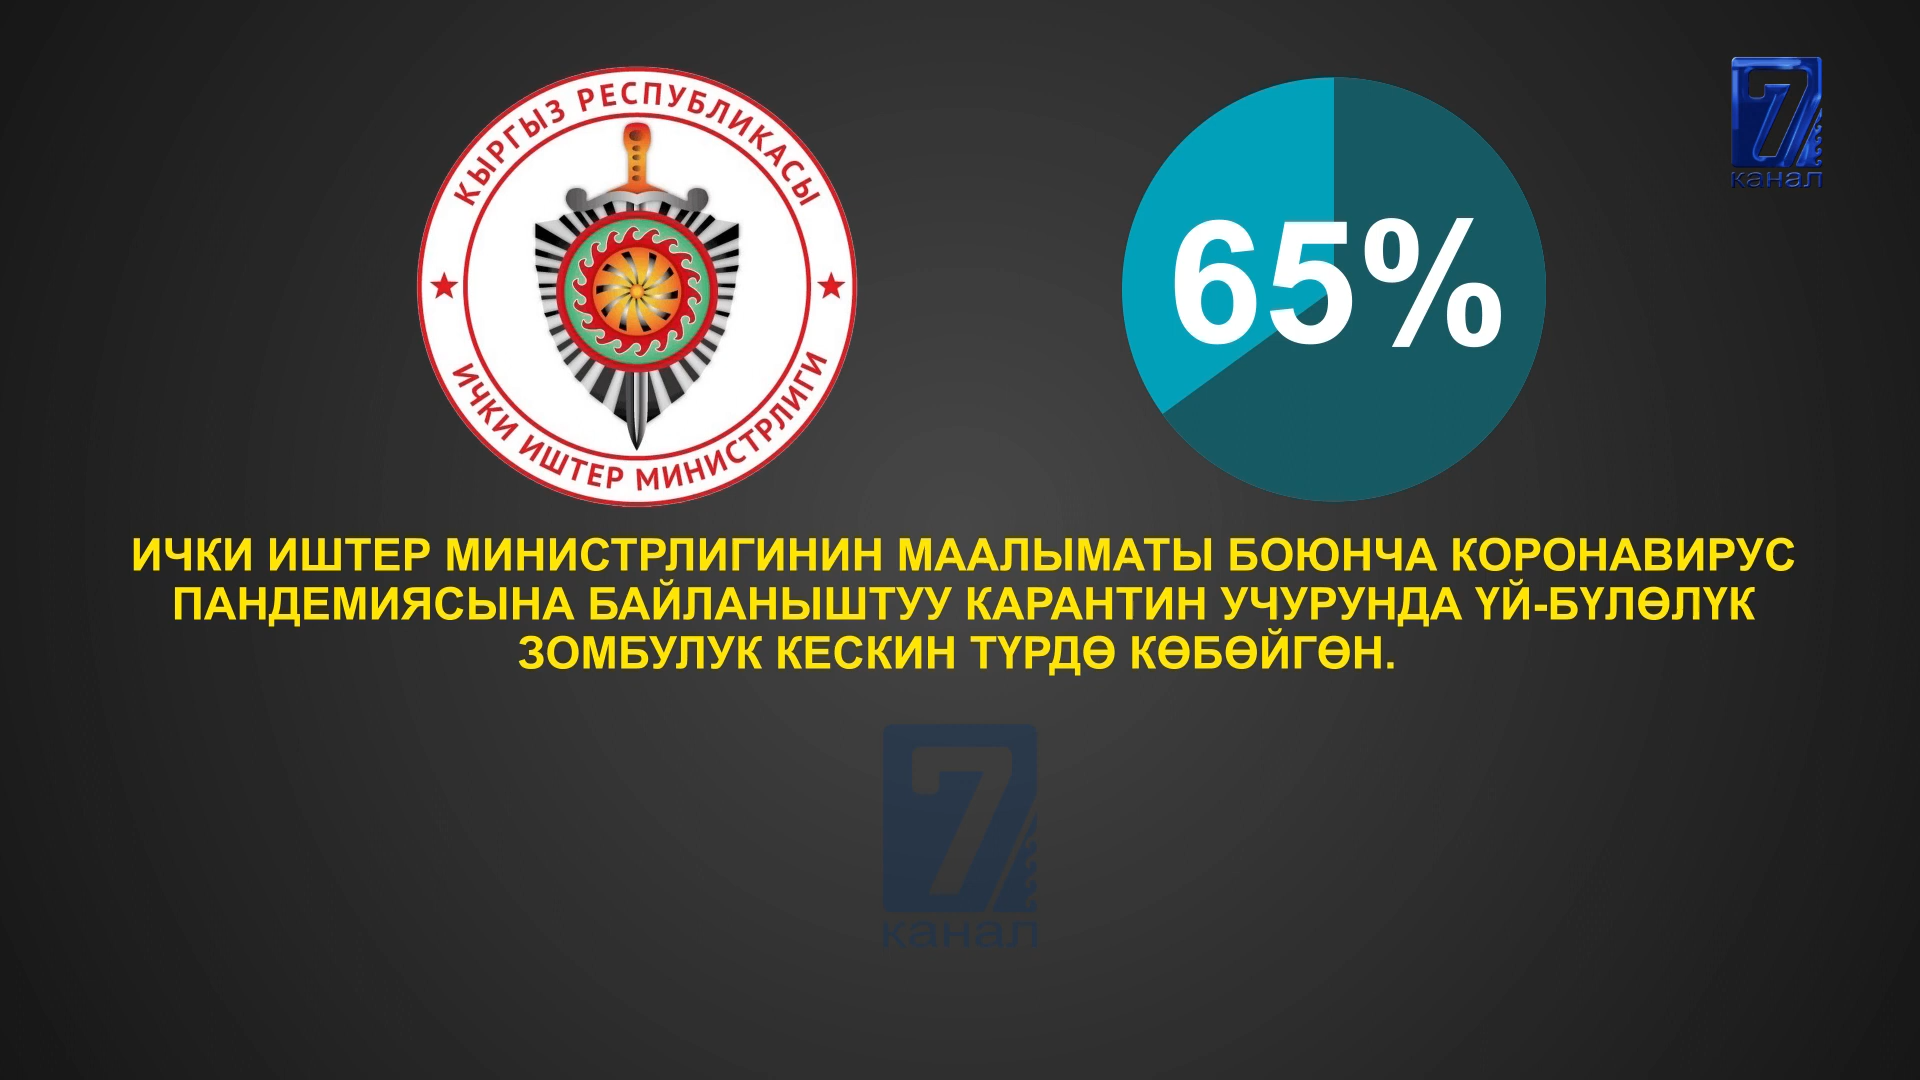 КЫРГЫЗ РЕСПУБЛИКАСЫ
ИЧКИ ИШТЕР МИНИСТРЛИГИ
65%
7
канал
ИЧКИ ИШТЕР МИНИСТРЛИГИНИН МААЛЫМАТЫ БОЮНЧА КОРОНАВИРУС
ПАНДЕМИЯСЫНА БАЙЛАНЫШТУУ КАРАНТИН УЧУРУНДА ҮЙ-БҮЛӨЛҮК
ЗОМБУЛУК КЕСКИН ТҮРДӨ КӨБӨЙГӨН.
7
канал